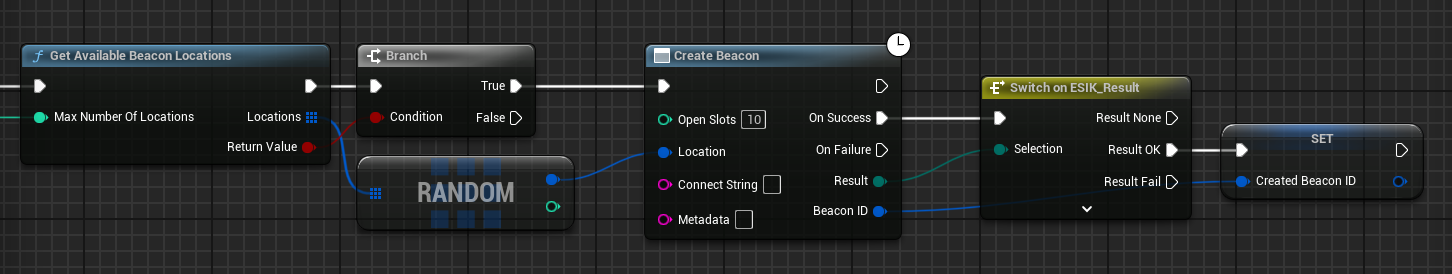 Get Available Beacon Locations
Max Number Of Locations
Locations
Return Value
Branch
True
Condition
False
RANDOM
Create Beacon
On Success
Open Slots 10
Location
On Failure
Connect String
Result
Metadata
Beacon ID
Switch on ESIK_Result
Result None
Selection
Result OK
Result Fail
SET
Created Beacon ID